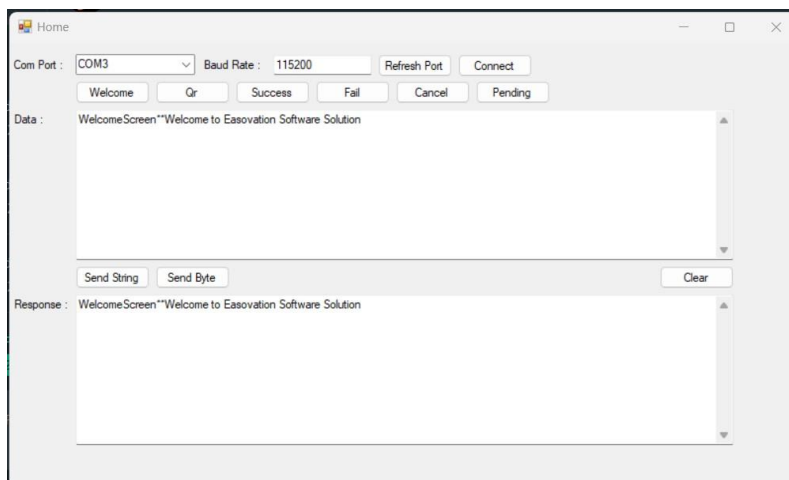 Home
Com Port : COM3 Baud Rate : 115200 Refresh Port Connect
Welcome Qr Success Fail Cancel Pending
Data : WelcomeScreen**Welcome to Easovation Software Solution
Send String Send Byte Clear
Response : WelcomeScreen**Welcome to Easovation Software Solution